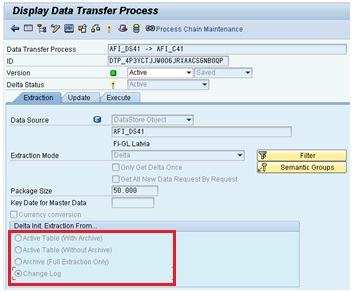 Display Data Transfer Process
Process Chain Maintenance
Data Transfer Process AFI_DS41 -> AFI_C41
ID DTP_4P3YCTJJWOO6JRXAACSGNB0QP
Version Active Saved
Delta Status Active
Extraction Update Execute
Data Source DataStore Object
AFI_DS41
FI-GL Latvia
Extraction Mode Delta
Only Get Delta Once
Filter
Get All New Data Request By Request
Semantic Groups
Package Size 50.000
Key Date for Master Data
Currency conversion
Delta Init. Extraction From...
Active Table (With Archive)
Active Table (Without Archive)
Archive (Full Extraction Only)
Change Log